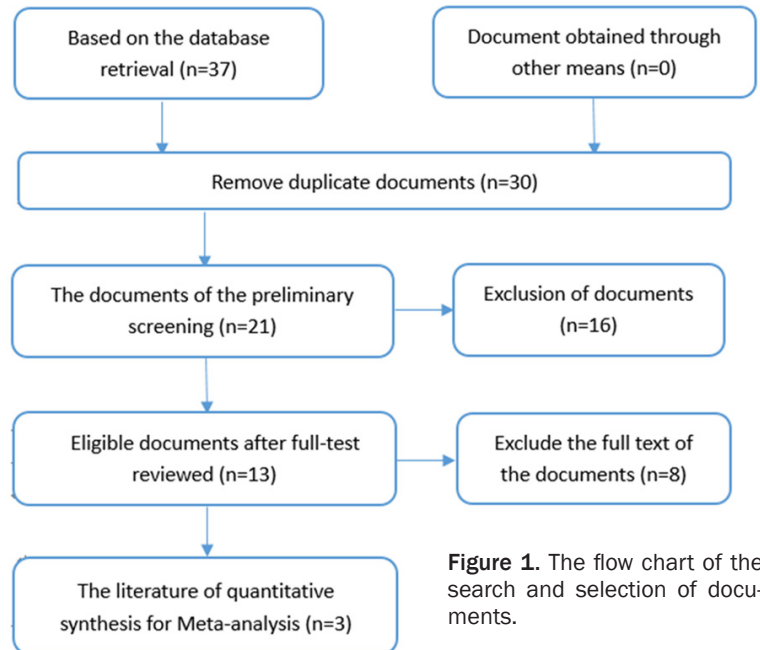 Based on the database
retrieval (n=37)
Document obtained through
other means (n=0)
Remove duplicate documents (n=30)
The documents of the preliminary
screening (n=21)
Exclusion of documents
(n=16)
Eligible documents after full-test
reviewed (n=13)
Exclude the full text of
the documents (n=8)
The literature of quantitative
synthesis for Meta-analysis (n=3)
Figure 1. The flow chart of the
search and selection of docu-
ments.